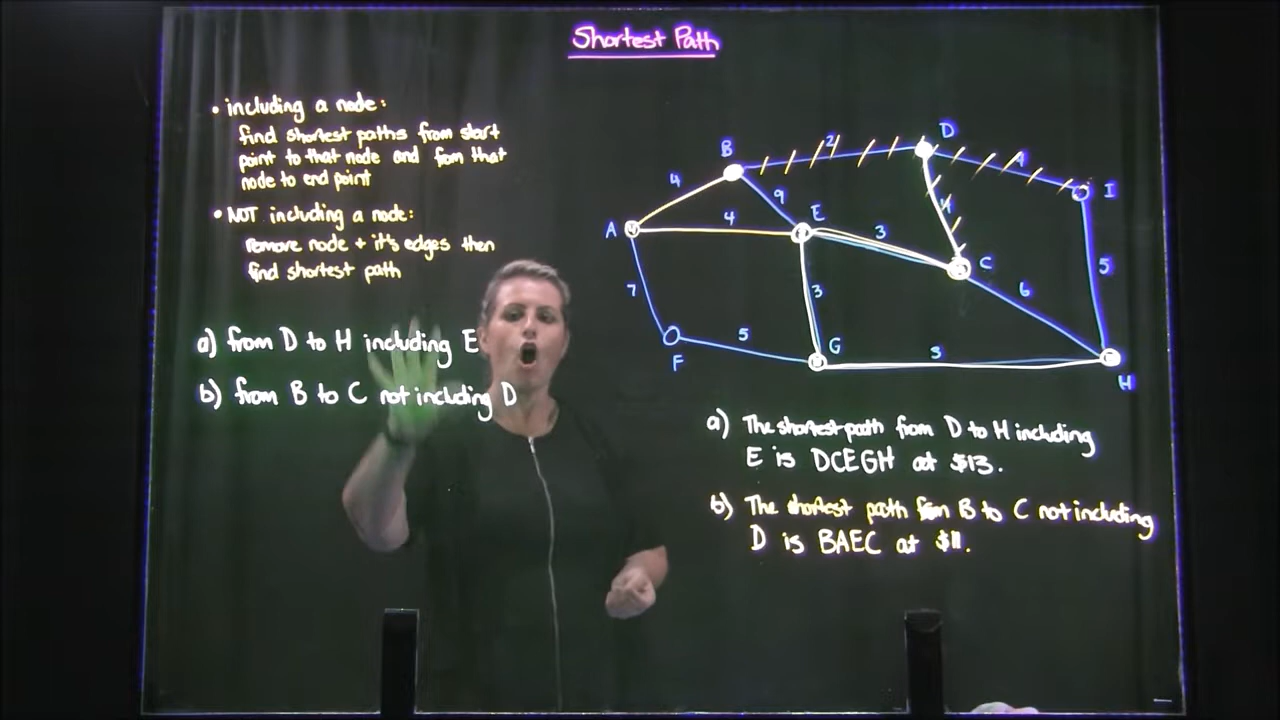 Shortest Path
• including a node:
find shortest paths from start
point to that node and from that
node to end point
• NOT including a node:
remove node + it's edges then
find shortest path
a) from D to H including E
b) from B to C not including D
D
B
2
4
I
4
9
4
A
4
E
3
C
5
7
3
6
5
G
3
F
H
a) The shortest path from D to H including
E is DCEGH at $13.
b) The shortest path from B to C not including
D is BAEC at $11.